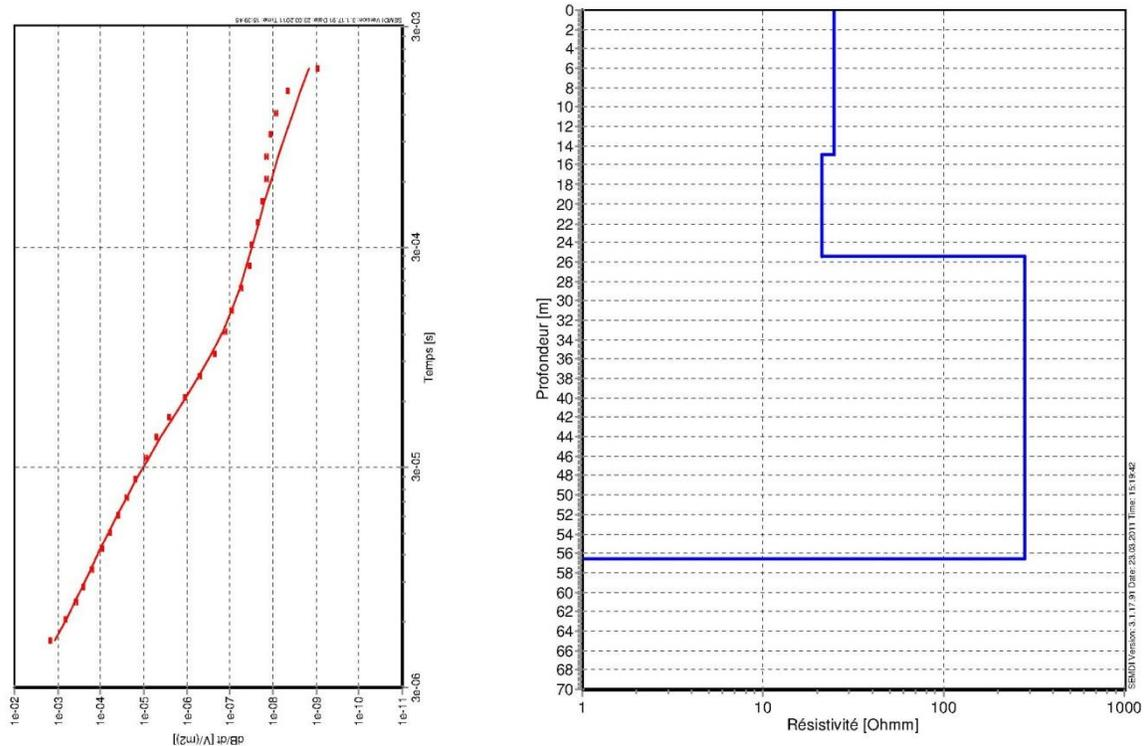 SEMDI Version: 3.1.17.91 Date: 23.03.2011 Time: 15:39:45
3e-03
3e-04
3e-05
3e-06
Temps [s]
1e-02
1e-03
1e-04
1e-05
1e-06
1e-07
1e-08
1e-09
1e-10
1e-11
dB/dt [V/(m2)]
0
2
4
6
8
10
12
14
16
18
20
22
24
26
28
30
32
34
36
38
40
42
44
46
48
50
52
54
56
58
60
62
64
66
68
70
Profondeur [m]
1
10
100
1000
Résistivité [Ohmm]
SEMDI Version: 3.1.17.91 Date: 23.03.2011 Time: 15:19:42